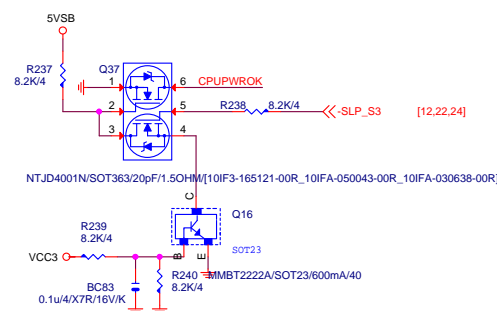 5VSB
R237
8.2K/4
Q37
1
6
CPUPWROK
2
5
R238
8.2K/4
-SLP_S3
[12,22,24]
3
4
NTJD4001N/SOT363/20pF/1.5OHM/[10IF3-165121-00R_10IFA-050043-00R_10IFA-030638-00R]
C
Q16
R239
8.2K/4
SOT23
VCC3
B
E
R240
MMBT2222A/SOT23/600mA/40
8.2K/4
BC83
0.1u/4/X7R/16V/K